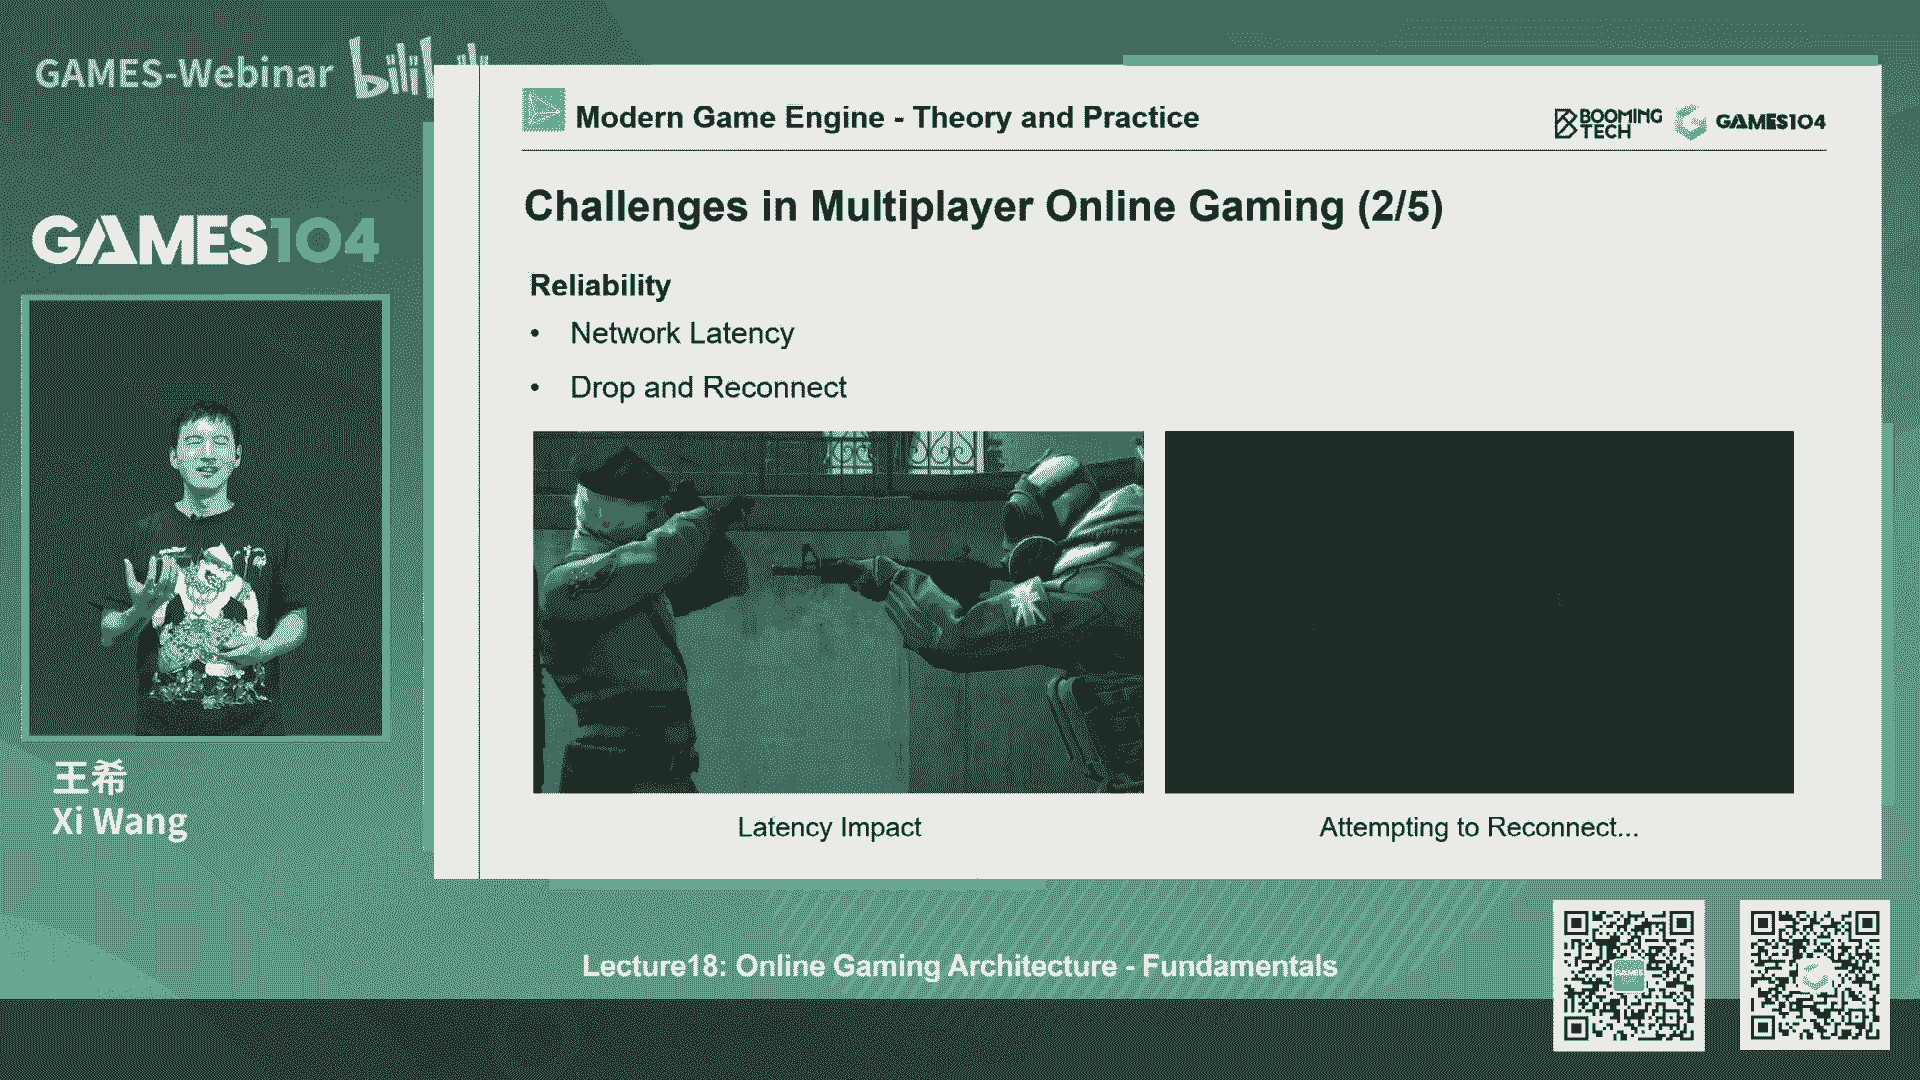 GAMES-Webinar bilibili
Modern Game Engine - Theory and Practice
BOOMING
TECH
GAMES104
Challenges in Multiplayer Online Gaming (2/5)
GAMES104
Reliability
• Network Latency
• Drop and Reconnect
Latency Impact
Attempting to Reconnect...
王希
Xi Wang
Lecture18: Online Gaming Architecture - Fundamentals